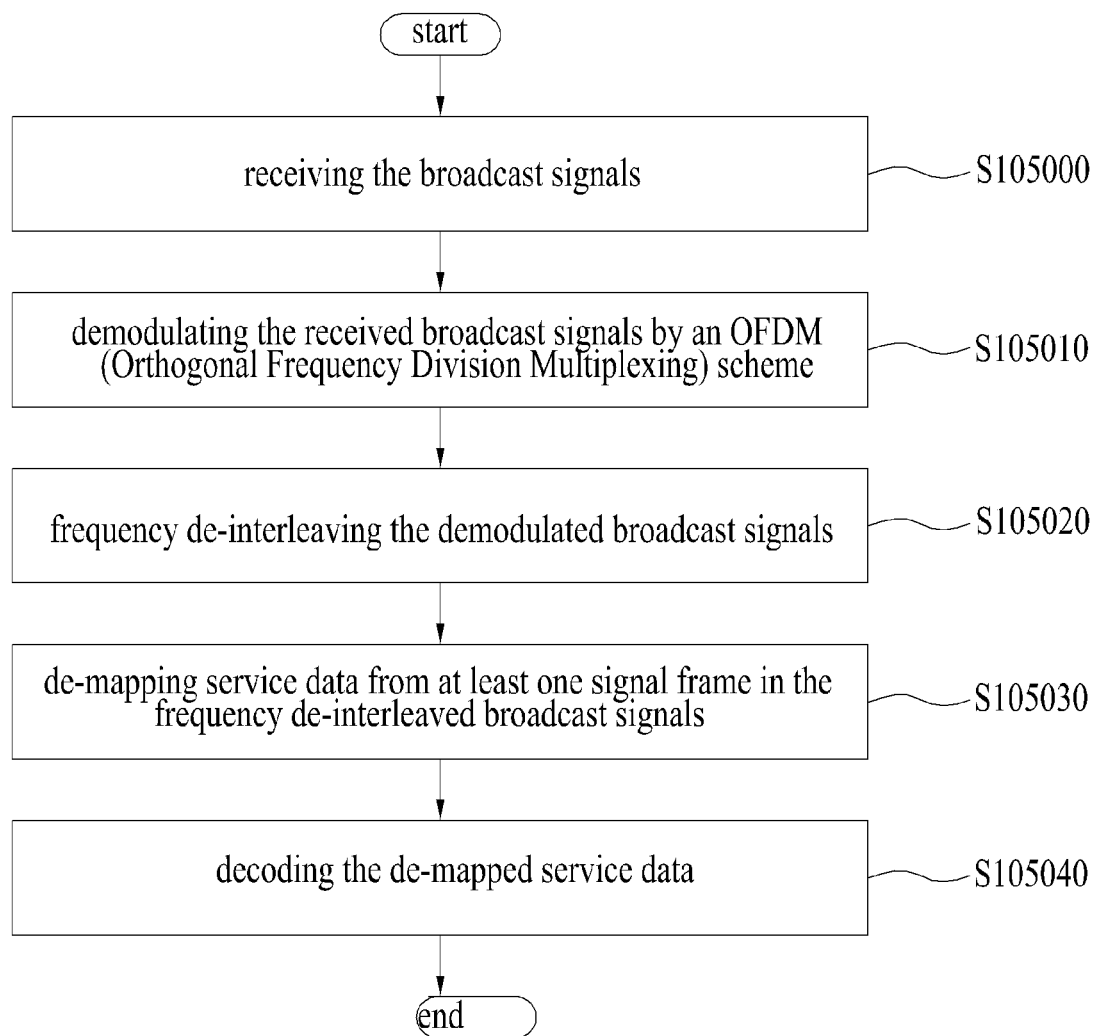 start
receiving the broadcast signals
S105000
demodulating the received broadcast signals by an OFDM
(Orthogonal Frequency Division Multiplexing) scheme
S105010
frequency de-interleaving the demodulated broadcast signals
S105020
de-mapping service data from at least one signal frame in the
frequency de-interleaved broadcast signals
S105030
decoding the de-mapped service data
S105040
end